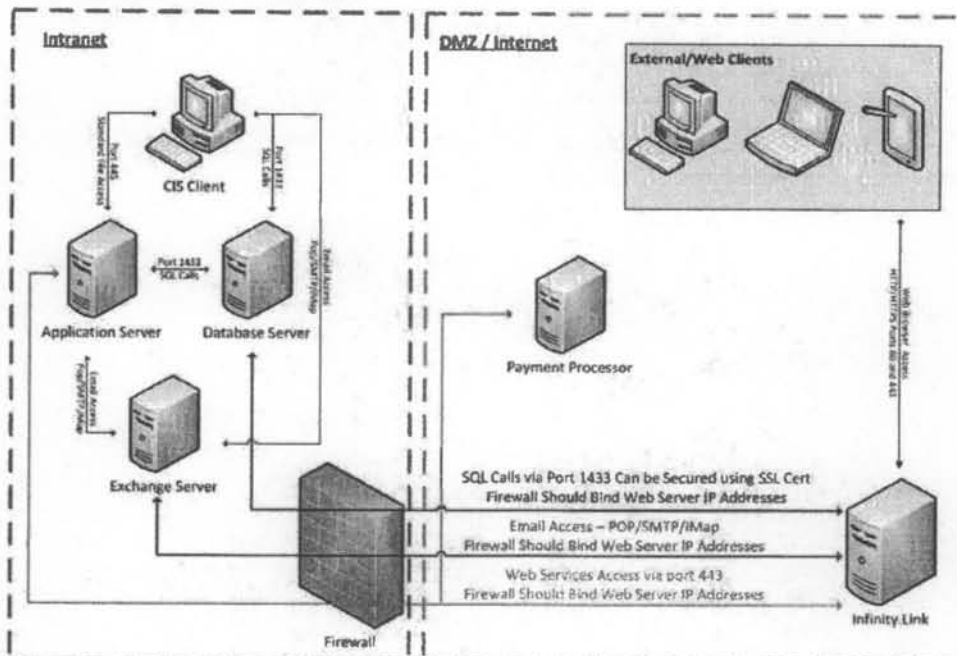 Intranet
CIS Client
Port 445
Standard File Access
Port 1433
SQL Calls
Email Access
Pop/SMTP/IMap
Application Server
Port 1433
SQL Calls
Database Server
Email Access
Pop/SMTP/IMap
Exchange Server
Firewall
DMZ / Internet
External/Web Clients
Web Browser Access
HTTP/HTTPS Ports 80 and 443
Payment Processor
SQL Calls via Port 1433 Can be Secured using SSL Cert
Firewall Should Bind Web Server IP Addresses
Email Access – POP/SMTP/IMap
Firewall Should Bind Web Server IP Addresses
Web Services Access via port 443
Firewall Should Bind Web Server IP Addresses
Infinity.Link